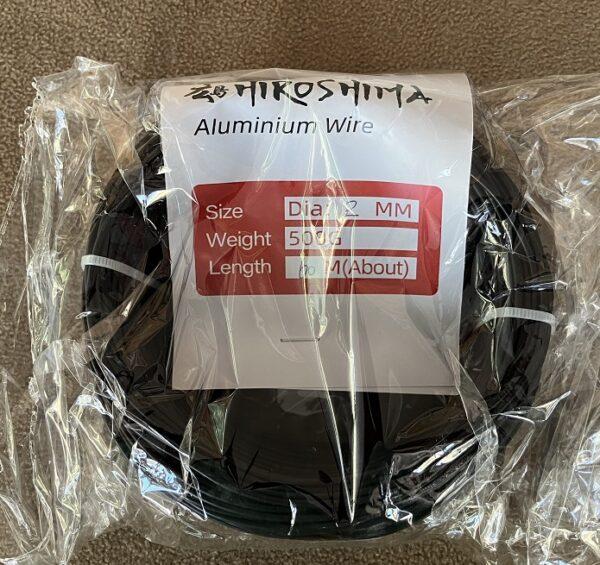 HIROSHIMA
Aluminium Wire
Size Dia: 2 MM
Weight 500G
Length M(About)